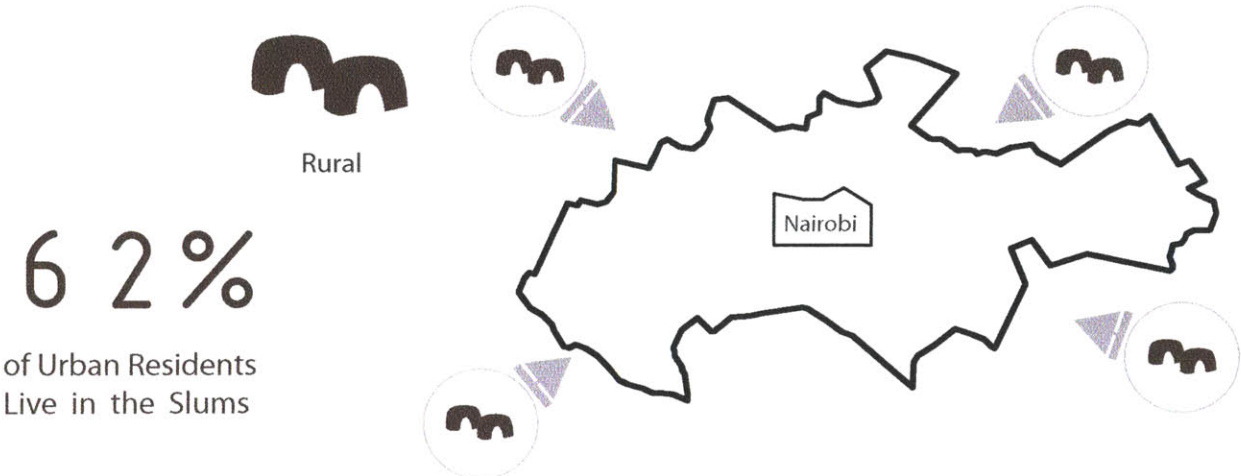 Rural
Nairobi
62%
of Urban Residents
Live in the Slums